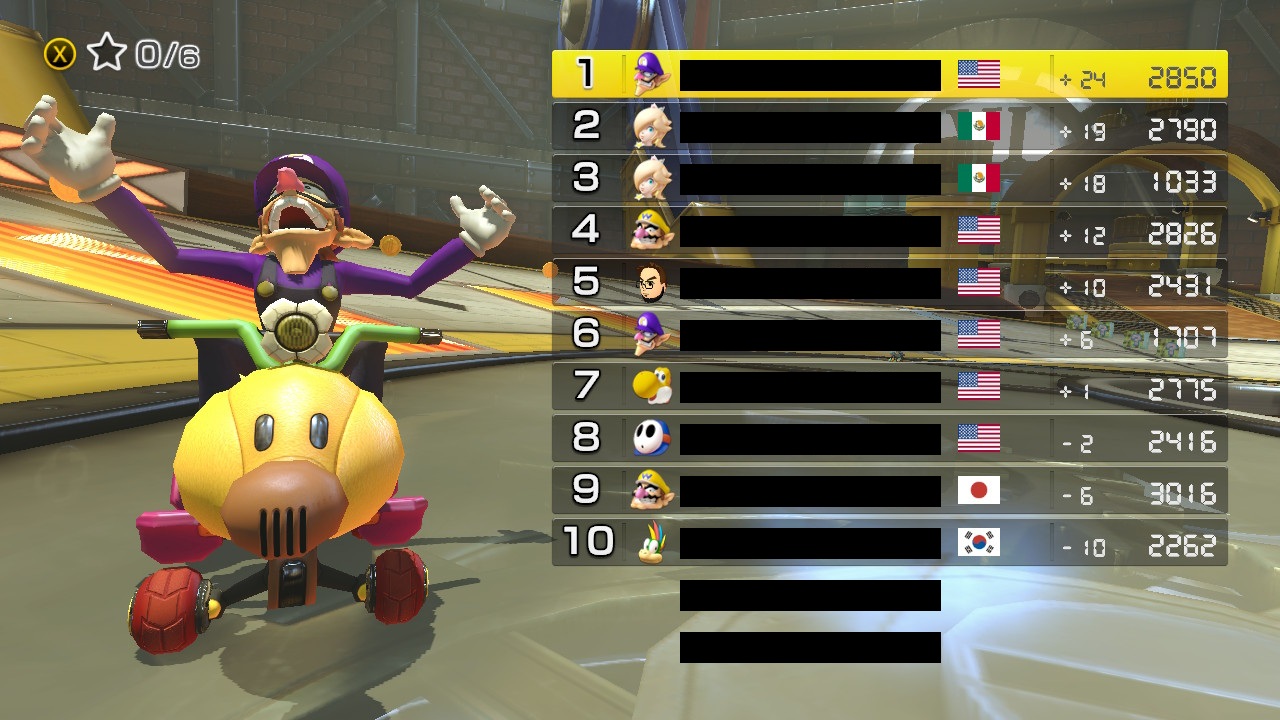 X 0/6
1 + 24 2850
2 + 19 2790
3 + 18 1033
4 + 12 2826
5 + 10 2431
6 + 6 1707
7 + 1 2775
8 - 2 2416
9 - 6 3016
10 - 10 2262